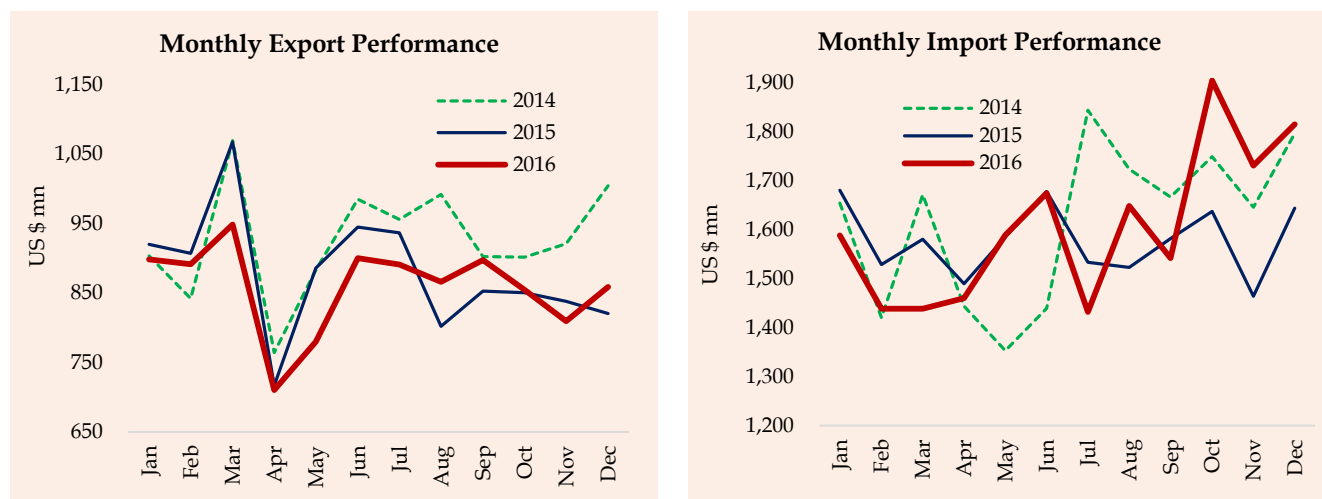 Monthly Export Performance
1,150
1,050
950
850
750
650
US $ mn
2014
2015
2016
Jan
Feb
Mar
Apr
May
Jun
Jul
Aug
Sep
Oct
Nov
Dec
Monthly Import Performance
1,900
1,800
1,700
1,600
1,500
1,400
1,300
1,200
US $ mn
2014
2015
2016
Jan
Feb
Mar
Apr
May
Jun
Jul
Aug
Sep
Oct
Nov
Dec